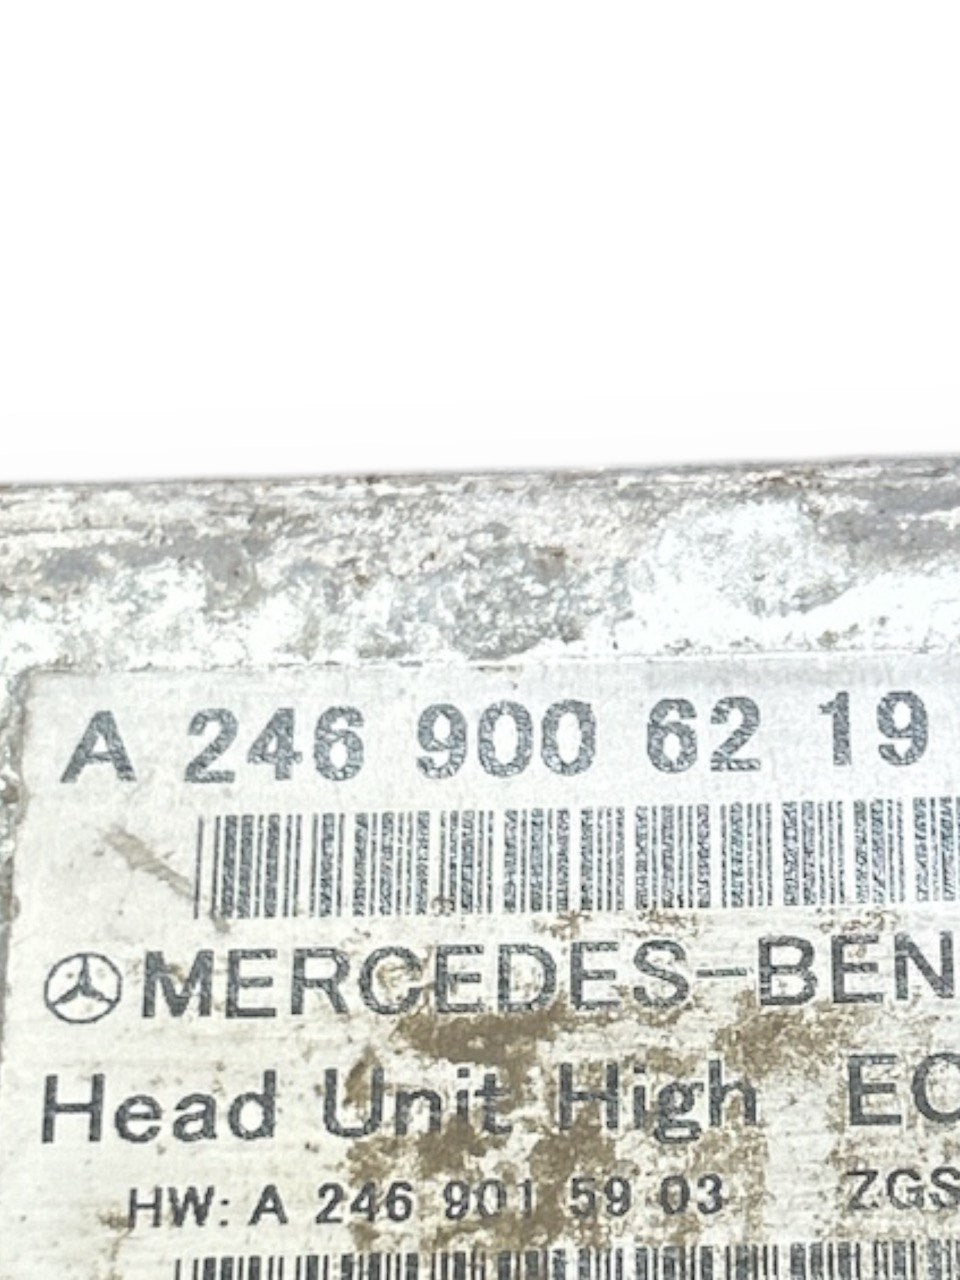 A 246 900 62 19
MERCEDES-BEN
Head Unit High EC
HW: A 246 901 59 03 ZGS